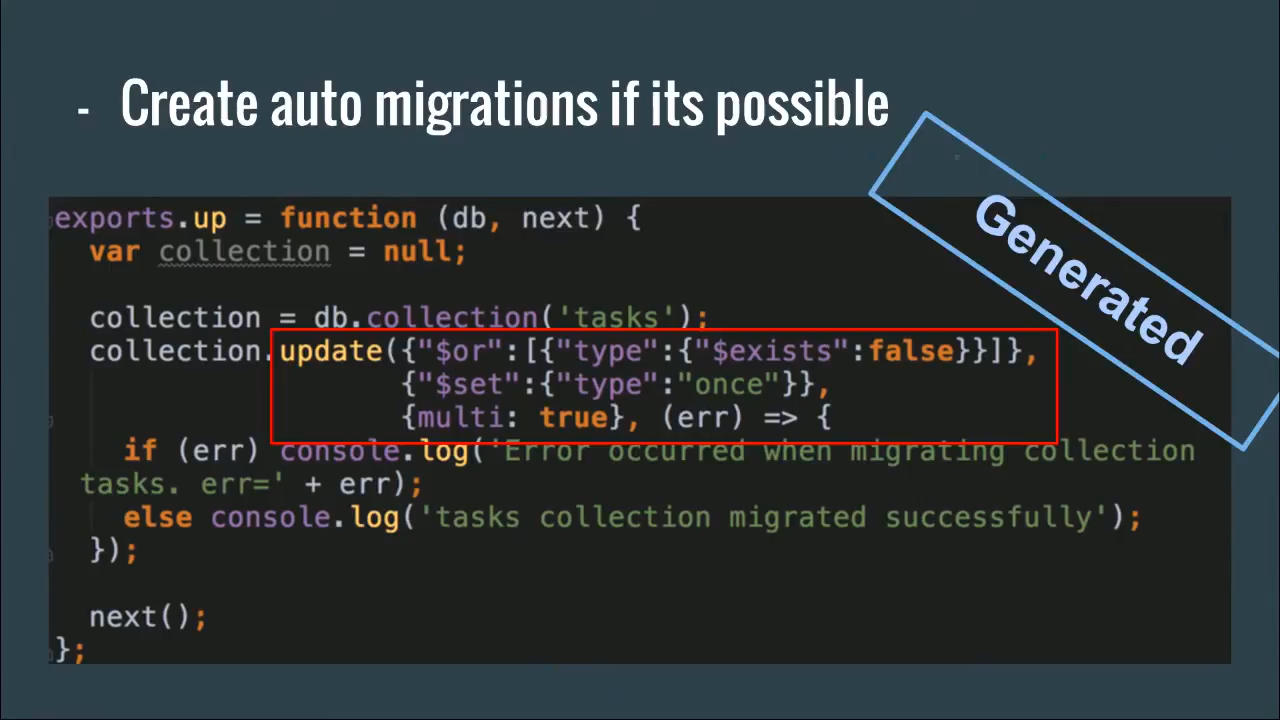 - Create auto migrations if its possible
Generated
exports.up = function (db, next) {
var collection = null;
collection = db.collection('tasks');
collection.update({"$or":[{"type":{"$exists":false}}]},
{"$set":{"type":"once"}},
{multi: true}, (err) => {
if (err) console.log('Error occurred when migrating collection
tasks. err=' + err);
else console.log('tasks collection migrated successfully');
});
next();
};